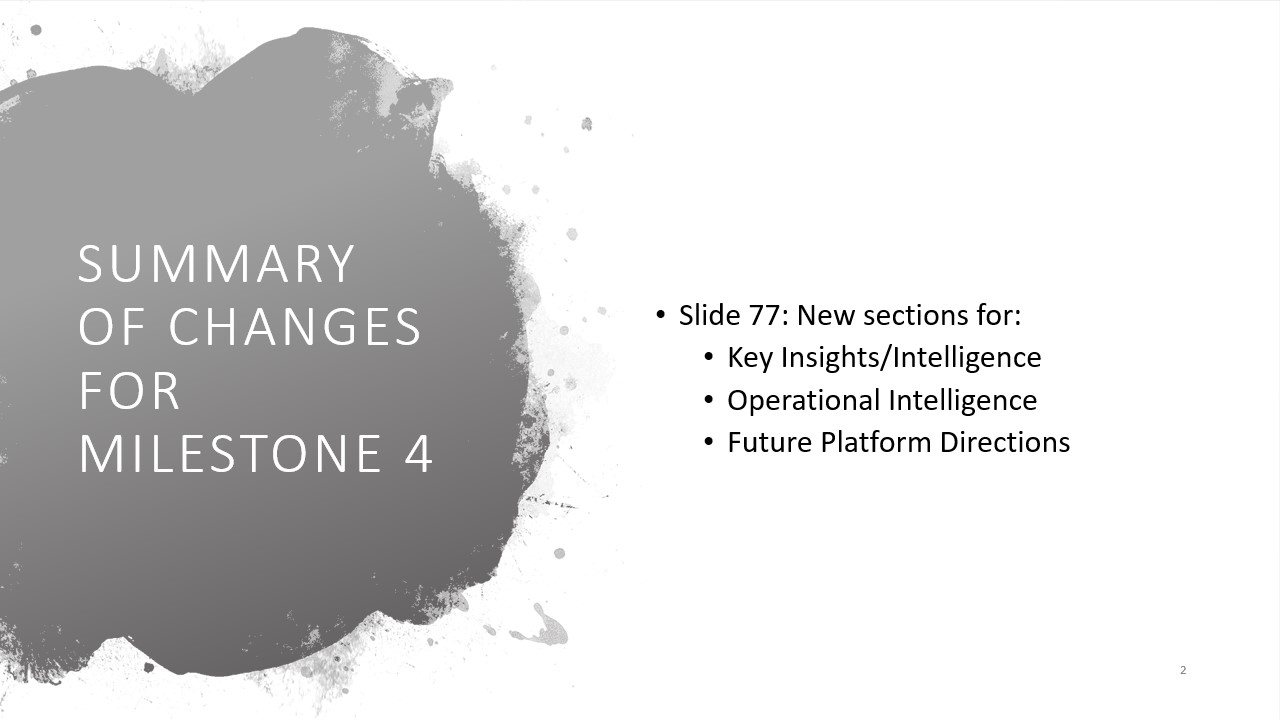 SUMMARY
OF CHANGES
FOR
MILESTONE 4
• Slide 77: New sections for:
• Key Insights/Intelligence
• Operational Intelligence
• Future Platform Directions
2